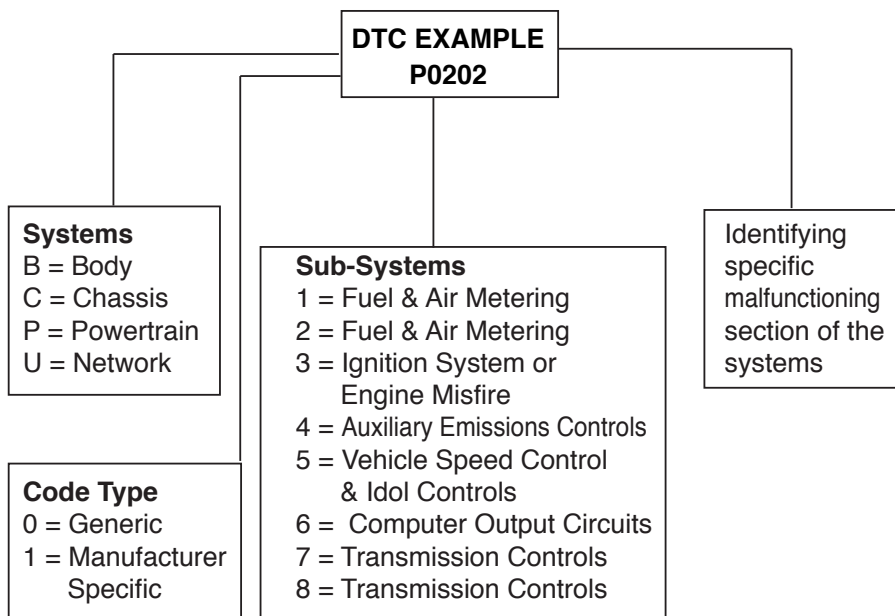 DTC EXAMPLE
P0202
Systems
B = Body
C = Chassis
P = Powertrain
U = Network
Code Type
0 = Generic
1 = Manufacturer
Specific
Sub-Systems
1 = Fuel & Air Metering
2 = Fuel & Air Metering
3 = Ignition System or
Engine Misfire
4 = Auxiliary Emissions Controls
5 = Vehicle Speed Control
& Idol Controls
6 = Computer Output Circuits
7 = Transmission Controls
8 = Transmission Controls
Identifying
specific
malfunctioning
section of the
systems